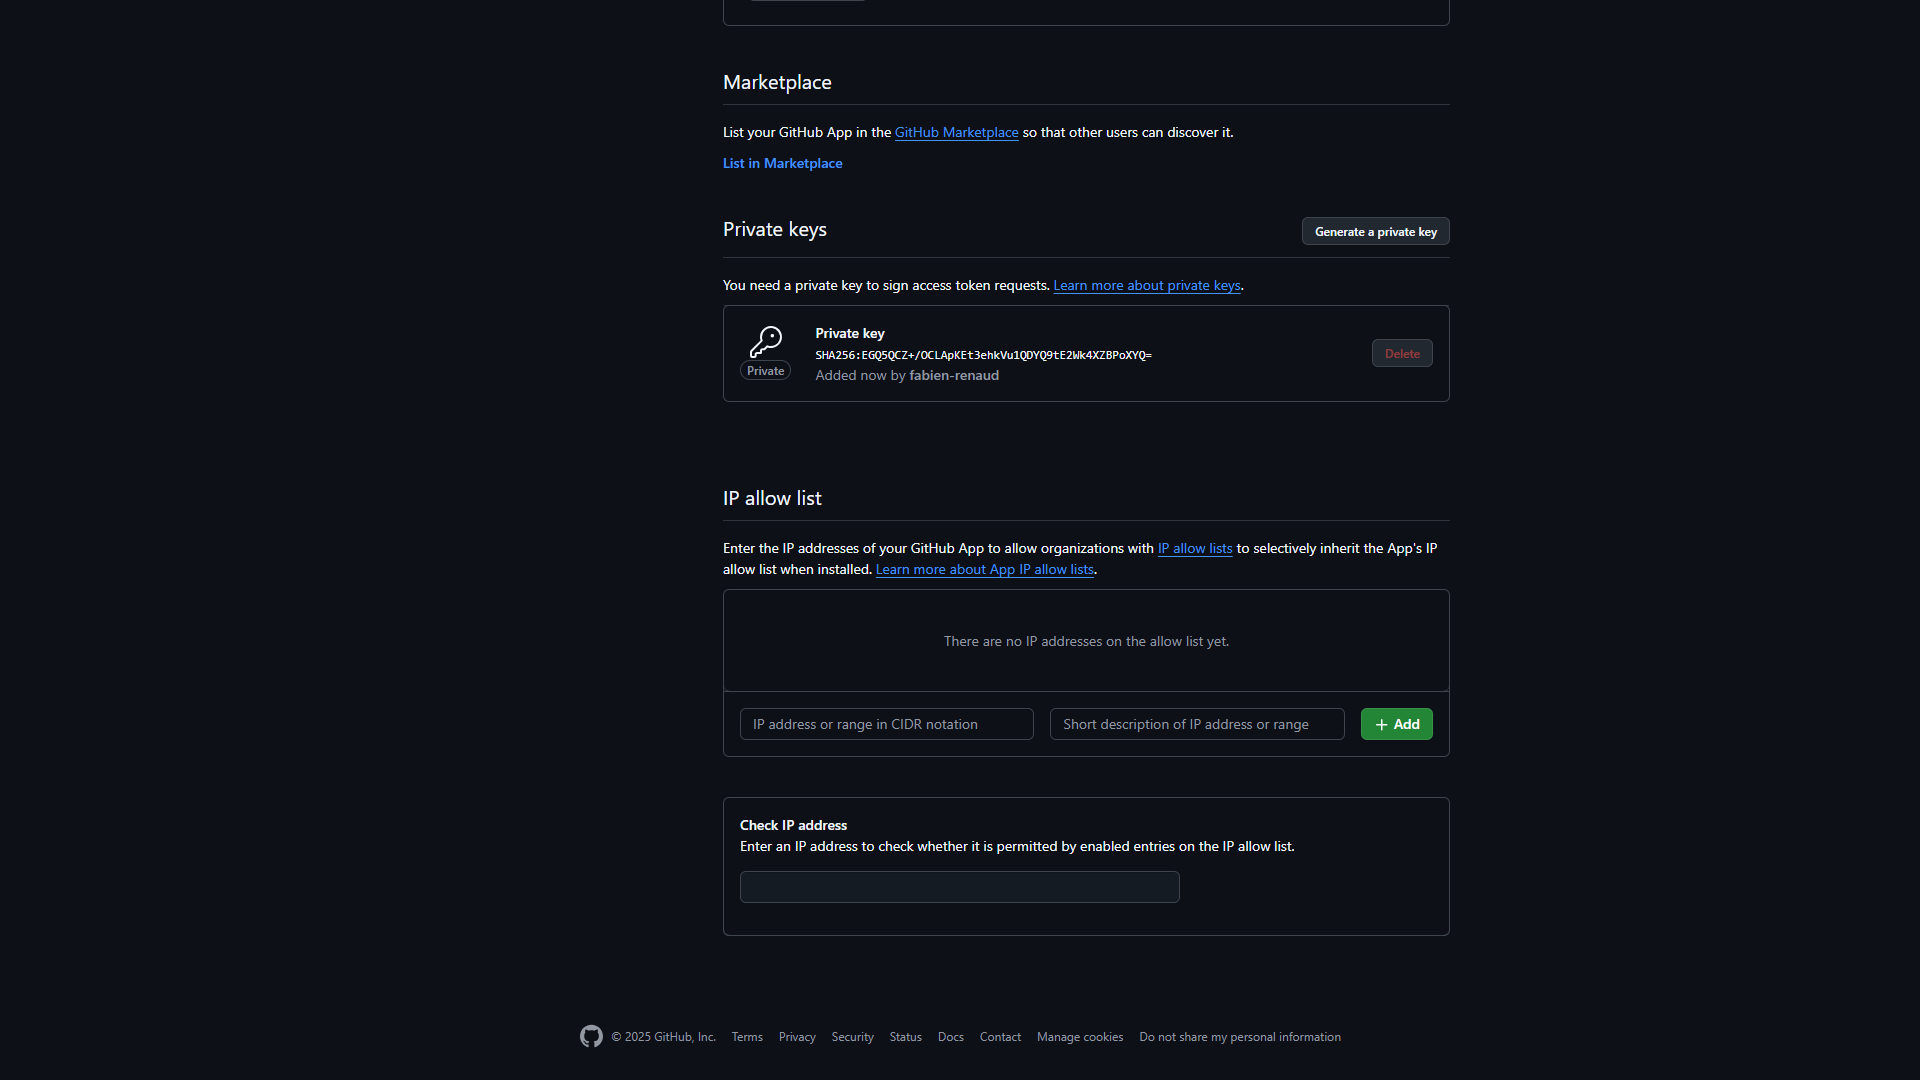 Marketplace
List your GitHub App in the GitHub Marketplace so that other users can discover it.
List in Marketplace
Private keys
Generate a private key
You need a private key to sign access token requests. Learn more about private keys.
Private key
SHA256:EGQ5QCZ+/OCLApKEt3ehkVu1QDYQ9tE2Wk4XZBPoXYQ=
Private
Added now by fabien-renaud
Delete
IP allow list
Enter the IP addresses of your GitHub App to allow organizations with IP allow lists to selectively inherit the App's IP
allow list when installed. Learn more about App IP allow lists.
There are no IP addresses on the allow list yet.
IP address or range in CIDR notation
Short description of IP address or range
Add
Check IP address
Enter an IP address to check whether it is permitted by enabled entries on the IP allow list.
© 2025 GitHub, Inc. Terms Privacy Security Status Docs Contact Manage cookies Do not share my personal information